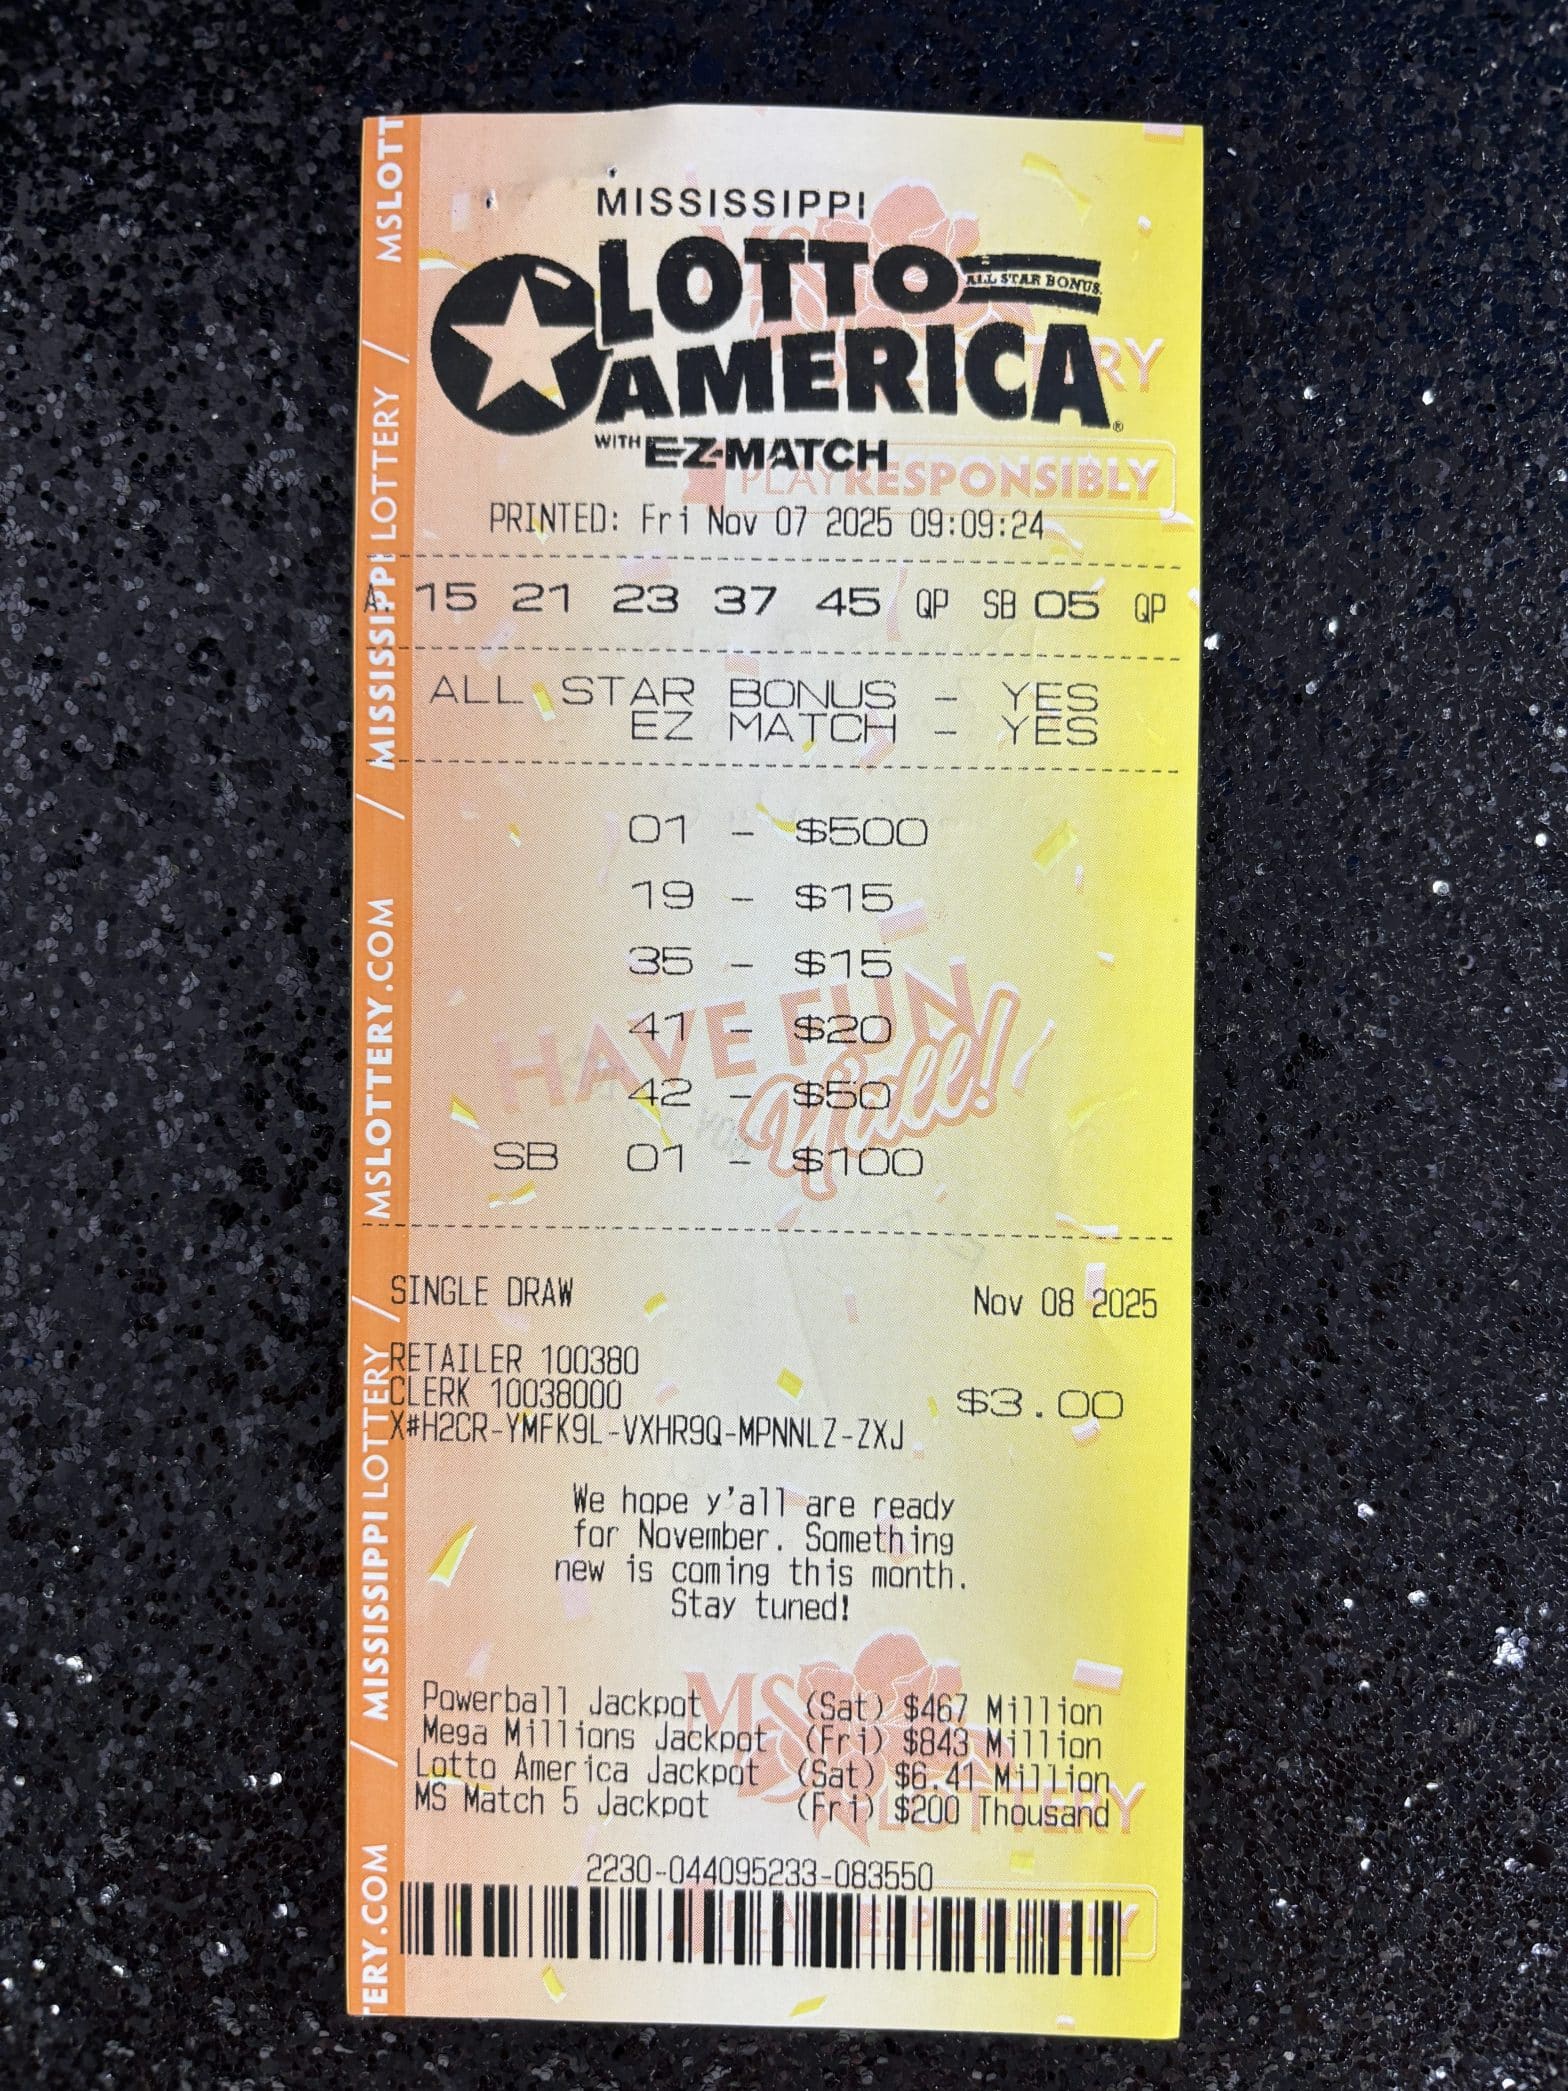 MISSISSIPPI
LOTTO
ALL STAR BONUS.
AMERICA®
WITH EZ-MATCH
PLAYRESPONSIBLY
PRINTED: Fri Nov 07 2025 09:09:24
A 15 21 23 37 45 QP SB 05 QP
ALL STAR BONUS - YES
EZ MATCH - YES
01 - $500
19 - $15
35 - $15
41 - $20
42 - $50
SB 01 - $100
HAVE FUN
Y'all!
SINGLE DRAW Nov 08 2025
RETAILER 100380
CLERK 10038000 $3.00
X#H2CR-YMFK9L-VXHR9Q-MPNNLZ-ZXJ
We hope y'all are ready
for November. Something
new is coming this month.
Stay tuned!
MS
LOTTERY
Powerball Jackpot (Sat) $467 Million
Mega Millions Jackpot (Fri) $843 Million
Lotto America Jackpot (Sat) $6.41 Million
MS Match 5 Jackpot (Fri) $200 Thousand
2230-044095233-083550
PLAYRESPONSIBLY
TERY.COM / MISSISSIPPI LOTTERY / MSLOTTERY.COM / MISSISSIPPI LOTTERY / MSLOTT